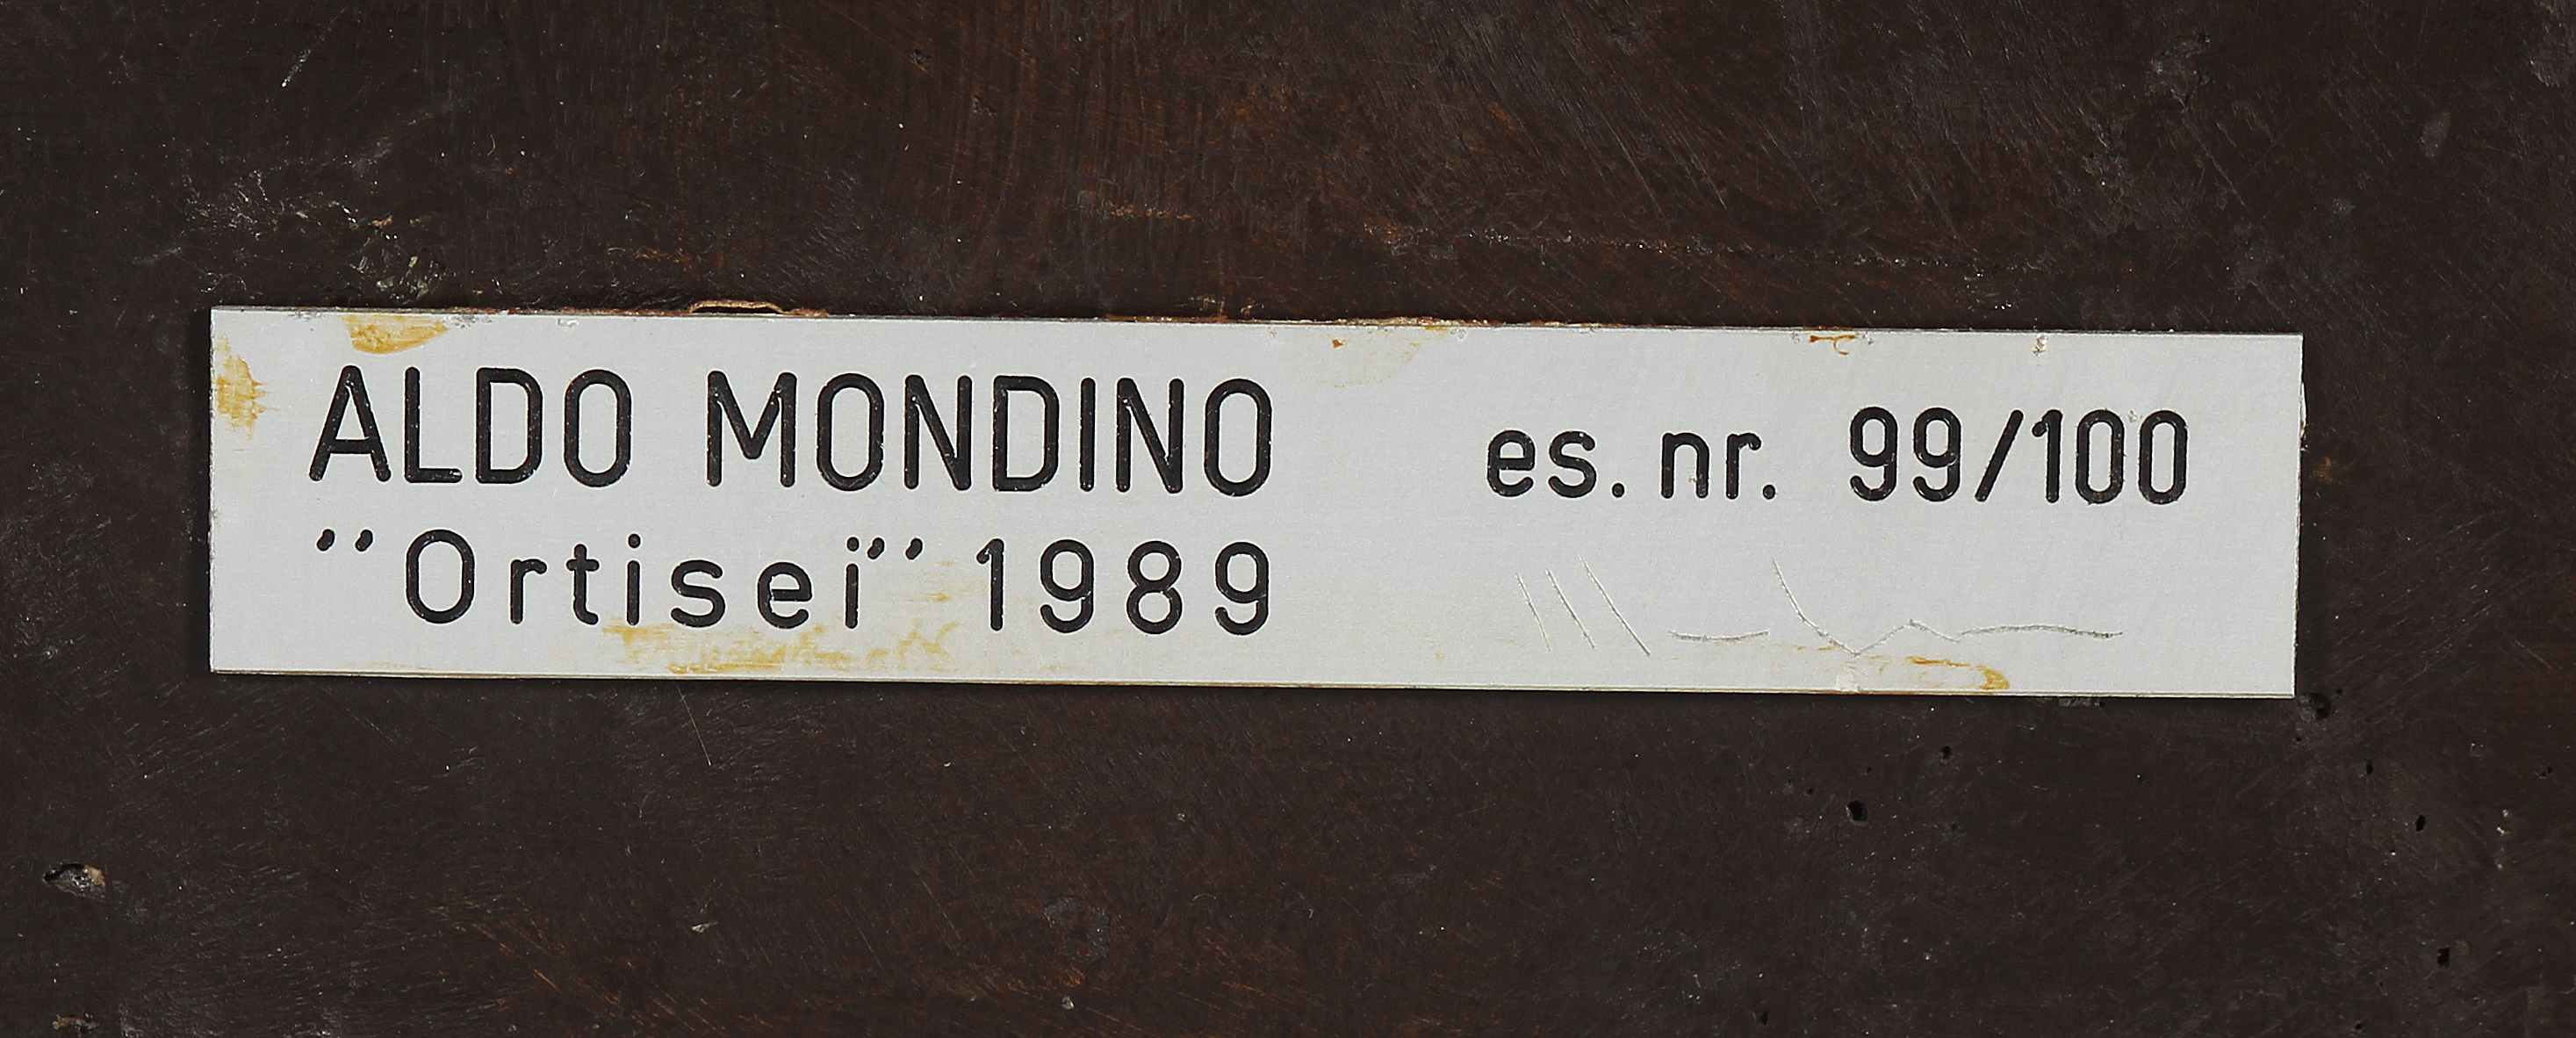 ALDO MONDINO es. nr. 99/100
"Ortisei" 1989